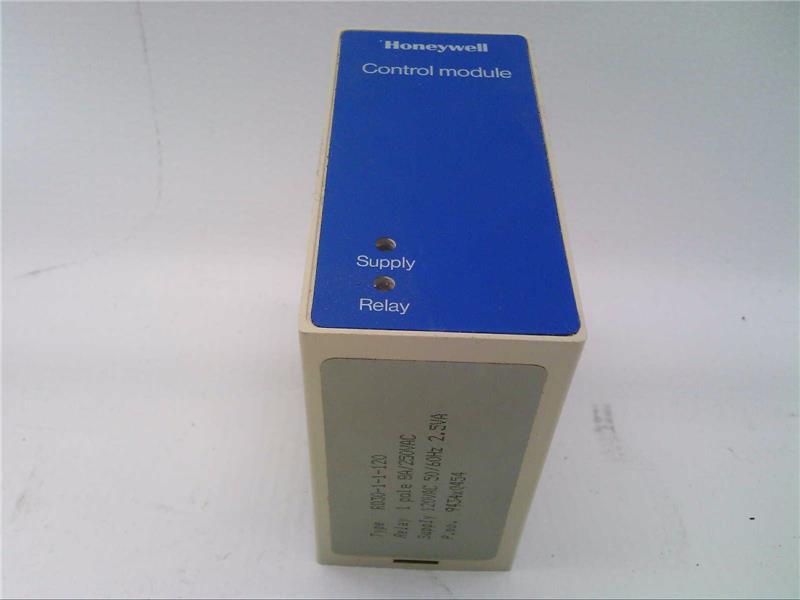 Honeywell
Control module
Supply
Relay
Type R030-1-1-120
Relay 1 pole 8A/250VAC
Supply 120VAC 50/60Hz 2.5VA
P.no. 943Hx0454